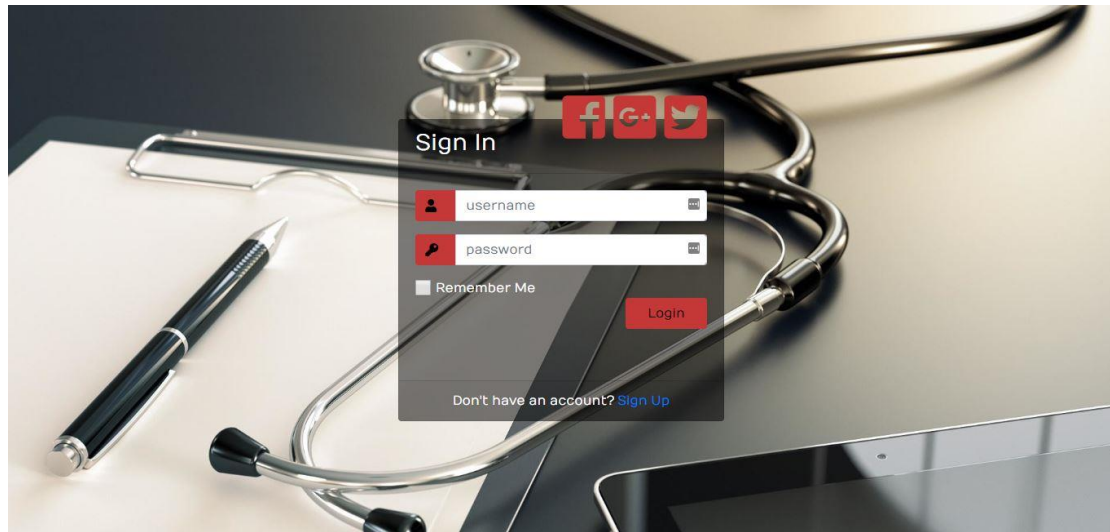 Sign In
username
password
Remember Me
Login
Don't have an account? Sign Up